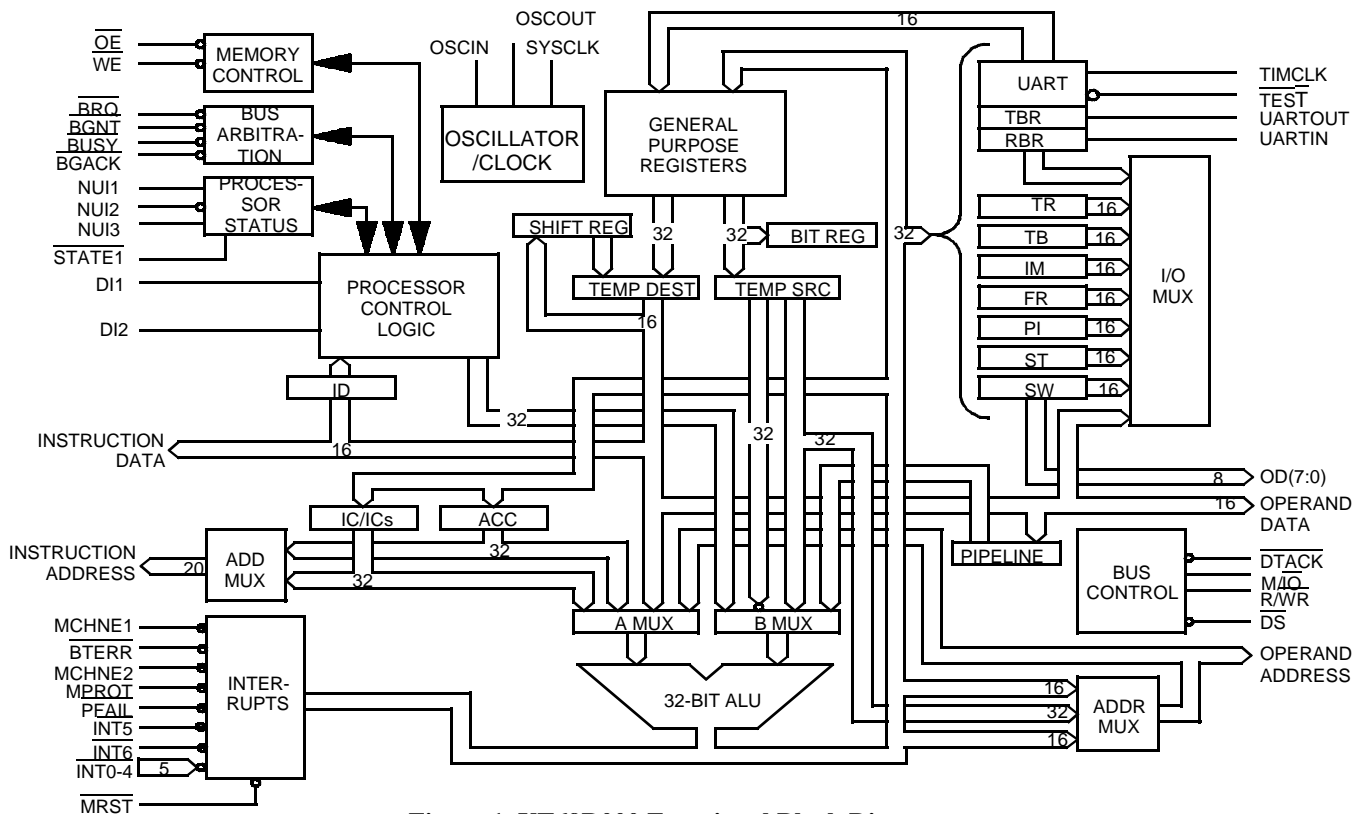 OSCOUT
OSCIN
SYSCLK
16
OE
WE
MEMORY
CONTROL
BRQ
BGNT
BUSY
BGACK
BUS
ARBITRA-
TION
NUI1
NUI2
NUI3
STATE1
PROCES-
SOR
STATUS
OSCILLATOR
/CLOCK
GENERAL
PURPOSE
REGISTERS
UART
TBR
RBR
TIMCLK
TEST
UARTOUT
UARTIN
DI1
DI2
PROCESSOR
CONTROL
LOGIC
SHIFT REG
32
32
BIT REG
32
TEMP DEST
TEMP SRC
16
TR
16
TB
16
IM
16
FR
16
PI
16
ST
16
SW
16
I/O
MUX
ID
32
32
32
INSTRUCTION
DATA
16
8
OD(7:0)
16
OPERAND
DATA
IC/ICs
ACC
32
32
PIPELINE
INSTRUCTION
ADDRESS
20
ADD
MUX
BUS
CONTROL
DTACK
M/IO
R/WR
DS
A MUX
B MUX
32-BIT ALU
MCHNE1
BTERR
MCHNE2
MPROT
PFAIL
INT5
INT6
INT0-4
5
MRST
INTER-
RUPTS
OPERAND
ADDRESS
16
32
16
ADDR
MUX